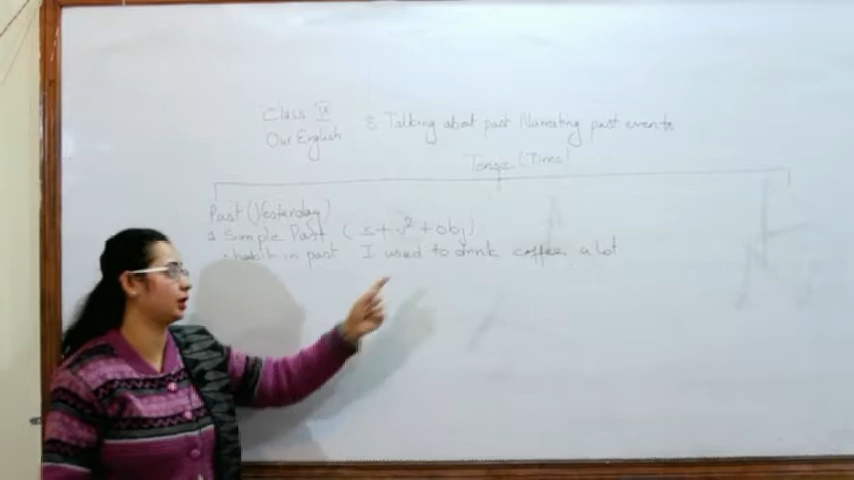 Class VI
Our English
3. Talking about past Narrating past events
Tense (Time)
Past (Yesterday)
1. Simple Past (S + v² + obj)
• habit in past I used to drink coffee a lot